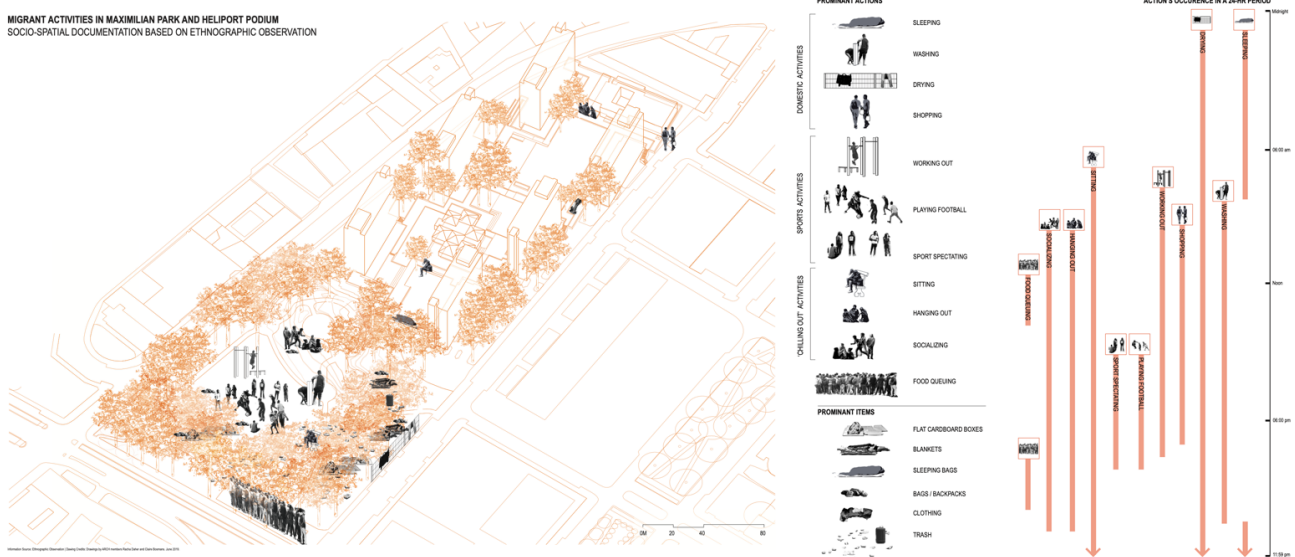 MIGRANT ACTIVITIES IN MAXIMILIAN PARK AND HELIPORT PODIUM
SOCIO-SPATIAL DOCUMENTATION BASED ON ETHNOGRAPHIC OBSERVATION
0M 20 40 80
PROMINANT ACTIONS
DOMESTIC ACTIVITIES
SLEEPING
WASHING
DRYING
SHOPPING
SPORTS ACTIVITIES
WORKING OUT
PLAYING FOOTBALL
SPORT SPECTATING
'CHILLING OUT' ACTIVITIES
SITTING
HANGING OUT
SOCIALIZING
FOOD QUEUING
PROMINANT ITEMS
FLAT CARDBOARD BOXES
BLANKETS
SLEEPING BAGS
BAGS / BACKPACKS
CLOTHING
TRASH
ACTION'S OCCURENCE IN A 24-HR PERIOD
FOOD QUEUING
SOCIALIZING
HANGING OUT
SITTING
SPORT SPECTATING
PLAYING FOOTBALL
WORKING OUT
SHOPPING
DRYING
WASHING
SLEEPING
Midnight
06:00 am
Noon
06:00 pm
11:59 pm